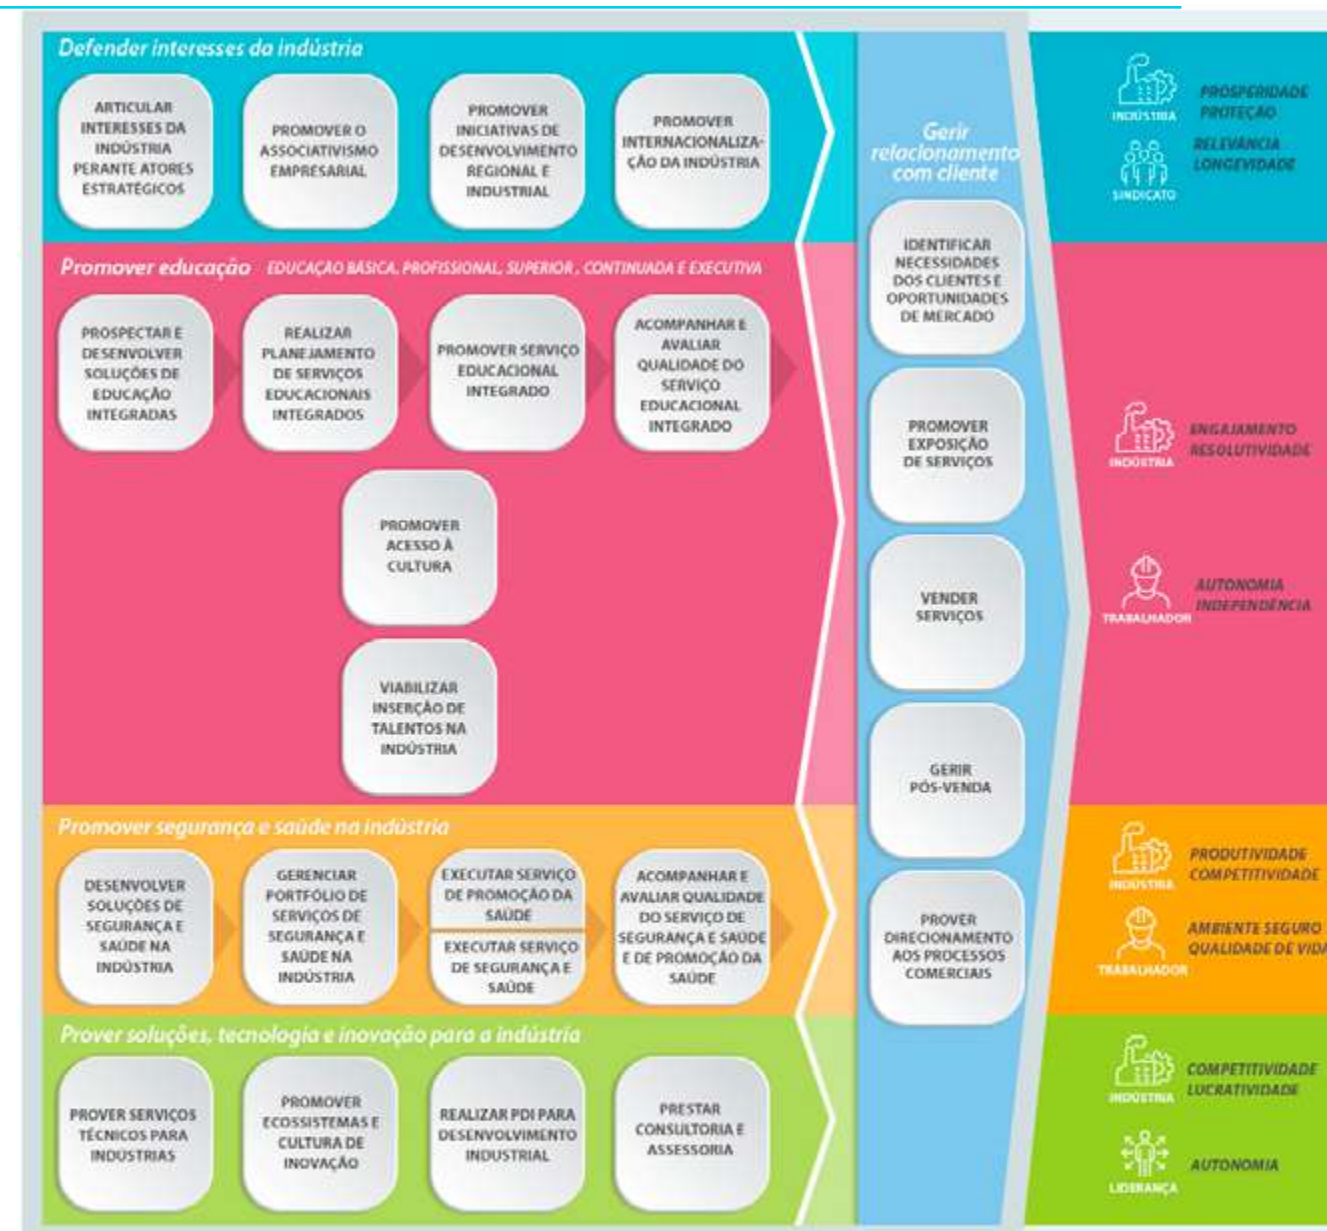 Defender interesses da indústria
ARTICULAR
INTERESSES DA
INDÚSTRIA
PERANTE ATORES
ESTRATÉGICOS
PROMOVER O
ASSOCIATIVISMO
EMPRESARIAL
PROMOVER
INICIATIVAS DE
DESENVOLVIMENTO
REGIONAL E
INDUSTRIAL
PROMOVER
INTERNACIONALIZA-
ÇÃO DA INDÚSTRIA
Promover educação EDUCAÇÃO BÁSICA, PROFISSIONAL, SUPERIOR , CONTINUADA E EXECUTIVA
PROSPECTAR E
DESENVOLVER
SOLUÇÕES DE
EDUCAÇÃO
INTEGRADAS
REALIZAR
PLANEJAMENTO
DE SERVIÇOS
EDUCACIONAIS
INTEGRADOS
PROMOVER SERVIÇO
EDUCACIONAL
INTEGRADO
ACOMPANHAR E
AVALIAR
QUALIDADE DO
SERVIÇO
EDUCACIONAL
INTEGRADO
PROMOVER
ACESSO À
CULTURA
VIABILIZAR
INSERÇÃO DE
TALENTOS NA
INDÚSTRIA
Promover segurança e saúde na indústria
DESENVOLVER
SOLUÇÕES DE
SEGURANÇA E
SAÚDE NA
INDÚSTRIA
GERENCIAR
PORTFÓLIO DE
SERVIÇOS DE
SEGURANÇA E
SAÚDE NA
INDÚSTRIA
EXECUTAR SERVIÇO
DE PROMOÇÃO DA
SAÚDE
EXECUTAR SERVIÇO
DE SEGURANÇA E
SAÚDE
ACOMPANHAR E
AVALIAR QUALIDADE
DO SERVIÇO DE
SEGURANÇA E SAÚDE
E DE PROMOÇÃO DA
SAÚDE
Prover soluções, tecnologia e inovação para a indústria
PROVER SERVIÇOS
TÉCNICOS PARA
INDÚSTRIAS
PROMOVER
ECOSSISTEMAS E
CULTURA DE
INOVAÇÃO
REALIZAR PDI PARA
DESENVOLVIMENTO
INDUSTRIAL
PRESTAR
CONSULTORIA E
ASSESSORIA
Gerir
relacionamento
com cliente
IDENTIFICAR
NECESSIDADES
DOS CLIENTES E
OPORTUNIDADES
DE MERCADO
PROMOVER
EXPOSIÇÃO
DE SERVIÇOS
VENDER
SERVIÇOS
GERIR
PÓS-VENDA
PROVER
DIRECIONAMENTO
AOS PROCESSOS
COMERCIAIS
INDÚSTRIA
PROSPERIDADE
PROTEÇÃO
SINDICATO
RELEVÂNCIA
LONGEVIDADE
INDÚSTRIA
ENGAJAMENTO
RESOLUTIVIDADE
TRABALHADOR
AUTONOMIA
INDEPENDÊNCIA
INDÚSTRIA
PRODUTIVIDADE
COMPETITIVIDADE
TRABALHADOR
AMBIENTE SEGURO
QUALIDADE DE VIDA
INDÚSTRIA
COMPETITIVIDADE
LUCRATIVIDADE
LIDERANÇA
AUTONOMIA